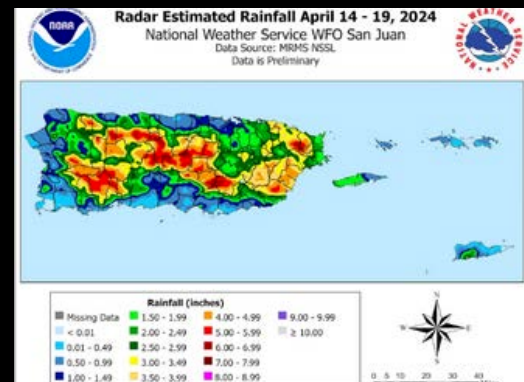 Radar Estimated Rainfall April 14 - 19, 2024
National Weather Service WFO San Juan
Data Source: MRMS NSSL
Data is Preliminary
NOAA
NATIONAL WEATHER SERVICE
Rainfall (inches)
Missing Data
< 0.01
0.01 - 0.49
0.50 - 0.99
1.00 - 1.49
1.50 - 1.99
2.00 - 2.49
2.50 - 2.99
3.00 - 3.49
3.50 - 3.99
4.00 - 4.99
5.00 - 5.99
6.00 - 6.99
7.00 - 7.99
8.00 - 8.99
9.00 - 9.99
≥ 10.00
N
W E
S
0 5 10 20 30 40